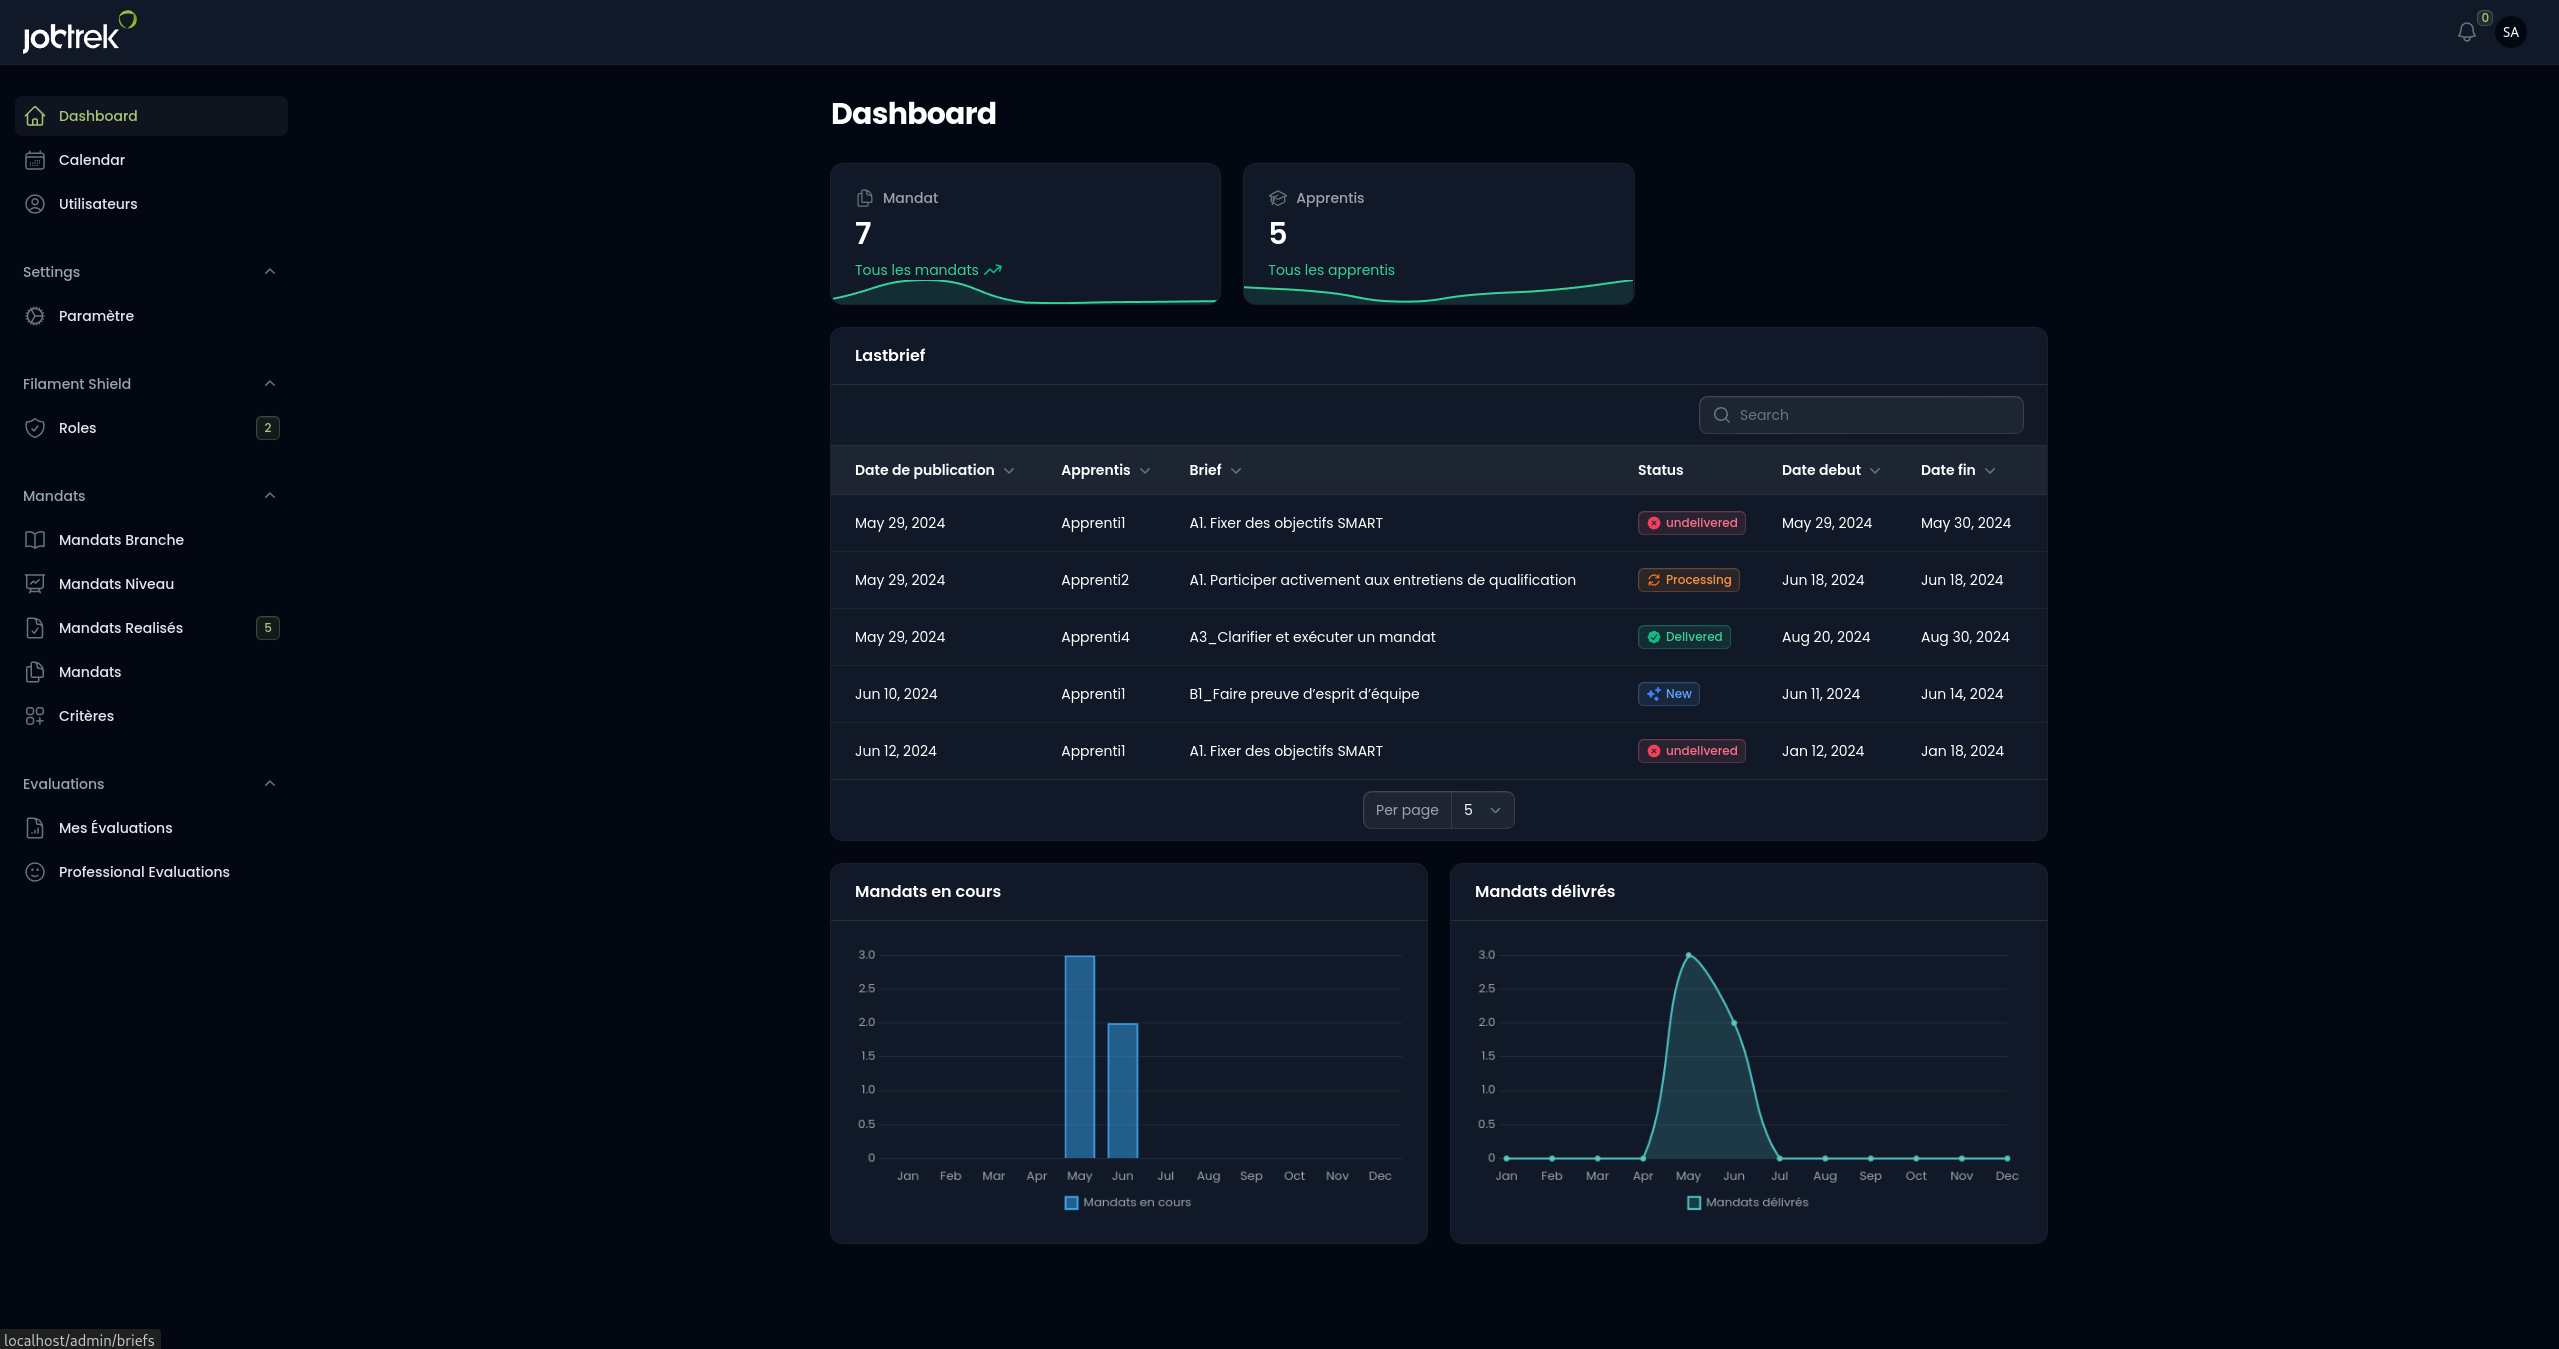 joctrek
0
SA
Dashboard
Calendar
Utilisateurs
Settings
Paramètre
Filament Shield
Roles 2
Mandats
Mandats Branche
Mandats Niveau
Mandats Realisés 5
Mandats
Critères
Evaluations
Mes Évaluations
Professional Evaluations
Dashboard
Mandat
7
Tous les mandats
Apprentis
5
Tous les apprentis
Lastbrief
Search
Date de publication Apprentis Brief Status Date debut Date fin
May 29, 2024 Apprenti1 A1. Fixer des objectifs SMART undelivered May 29, 2024 May 30, 2024
May 29, 2024 Apprenti2 A1. Participer activement aux entretiens de qualification Processing Jun 18, 2024 Jun 18, 2024
May 29, 2024 Apprenti4 A3_Clarifier et exécuter un mandat Delivered Aug 20, 2024 Aug 30, 2024
Jun 10, 2024 Apprenti1 B1_Faire preuve d’esprit d’équipe New Jun 11, 2024 Jun 14, 2024
Jun 12, 2024 Apprenti1 A1. Fixer des objectifs SMART undelivered Jan 12, 2024 Jan 18, 2024
Per page 5
Mandats en cours
3.0
2.5
2.0
1.5
1.0
0.5
0
Jan Feb Mar Apr May Jun Jul Aug Sep Oct Nov Dec
Mandats en cours
Mandats délivrés
3.0
2.5
2.0
1.5
1.0
0.5
0
Jan Feb Mar Apr May Jun Jul Aug Sep Oct Nov Dec
Mandats délivrés
localhost/admin/briefs